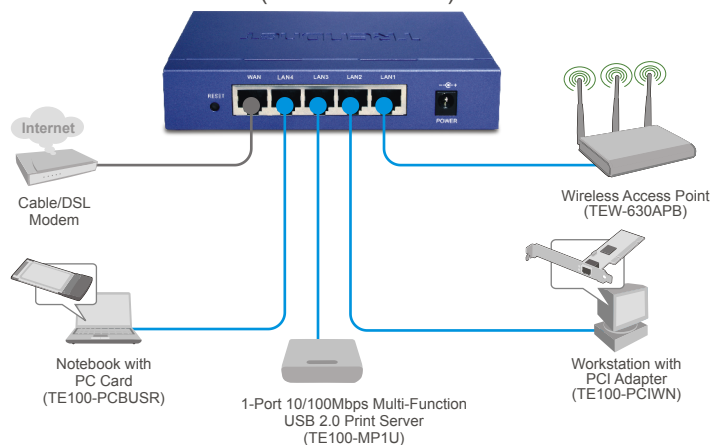 WAN LAN4 LAN3 LAN2 LAN1
RESET
POWER
Internet
Cable/DSL
Modem
Wireless Access Point
(TEW-630APB)
Notebook with
PC Card
(TE100-PCBUSR)
1-Port 10/100Mbps Multi-Function
USB 2.0 Print Server
(TE100-MP1U)
Workstation with
PCI Adapter
(TE100-PCIWN)